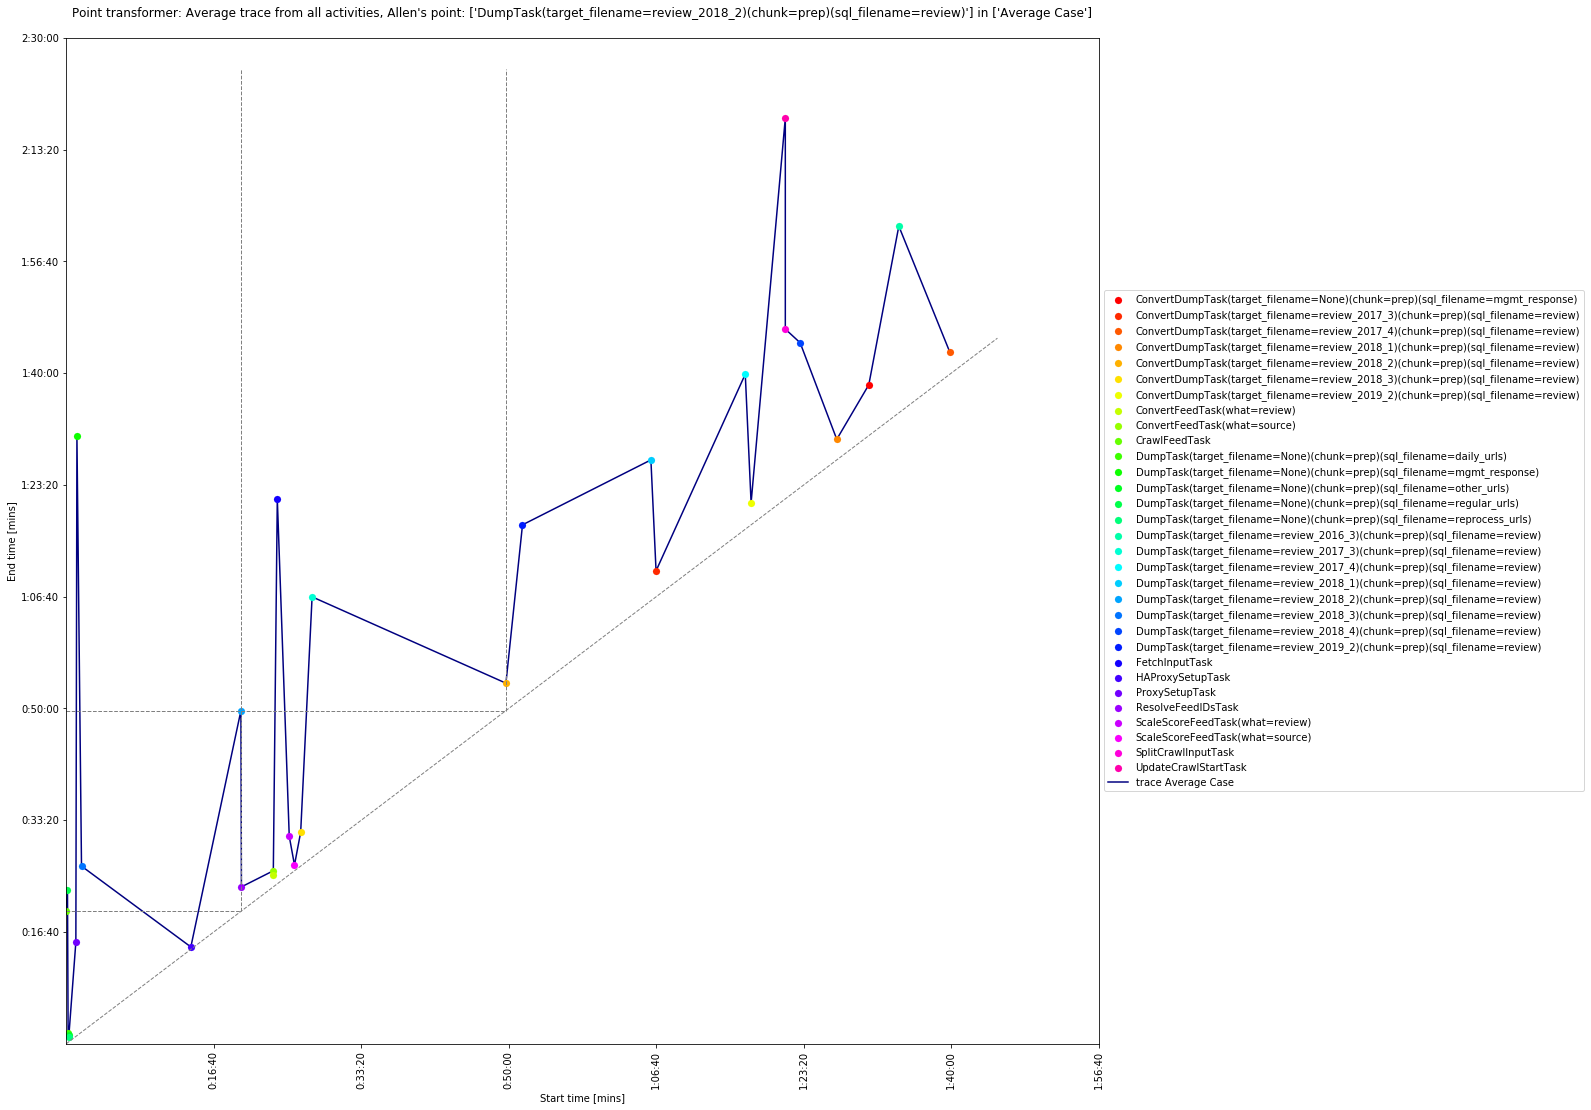 Point transformer: Average trace from all activities, Allen's point: ['DumpTask(target_filename=review_2018_2)(chunk=prep)(sql_filename=review)'] in ['Average Case']
2:30:00
2:13:20
1:56:40
1:40:00
1:23:20
1:06:40
0:50:00
0:33:20
0:16:40
End time [mins]
0:16:40
0:33:20
0:50:00
1:06:40
1:23:20
1:40:00
1:56:40
Start time [mins]
ConvertDumpTask(target_filename=None)(chunk=prep)(sql_filename=mgmt_response)
ConvertDumpTask(target_filename=review_2017_3)(chunk=prep)(sql_filename=review)
ConvertDumpTask(target_filename=review_2017_4)(chunk=prep)(sql_filename=review)
ConvertDumpTask(target_filename=review_2018_1)(chunk=prep)(sql_filename=review)
ConvertDumpTask(target_filename=review_2018_2)(chunk=prep)(sql_filename=review)
ConvertDumpTask(target_filename=review_2018_3)(chunk=prep)(sql_filename=review)
ConvertDumpTask(target_filename=review_2019_2)(chunk=prep)(sql_filename=review)
ConvertFeedTask(what=review)
ConvertFeedTask(what=source)
CrawlFeedTask
DumpTask(target_filename=None)(chunk=prep)(sql_filename=daily_urls)
DumpTask(target_filename=None)(chunk=prep)(sql_filename=mgmt_response)
DumpTask(target_filename=None)(chunk=prep)(sql_filename=other_urls)
DumpTask(target_filename=None)(chunk=prep)(sql_filename=regular_urls)
DumpTask(target_filename=None)(chunk=prep)(sql_filename=reprocess_urls)
DumpTask(target_filename=review_2016_3)(chunk=prep)(sql_filename=review)
DumpTask(target_filename=review_2017_3)(chunk=prep)(sql_filename=review)
DumpTask(target_filename=review_2017_4)(chunk=prep)(sql_filename=review)
DumpTask(target_filename=review_2018_1)(chunk=prep)(sql_filename=review)
DumpTask(target_filename=review_2018_2)(chunk=prep)(sql_filename=review)
DumpTask(target_filename=review_2018_3)(chunk=prep)(sql_filename=review)
DumpTask(target_filename=review_2018_4)(chunk=prep)(sql_filename=review)
DumpTask(target_filename=review_2019_2)(chunk=prep)(sql_filename=review)
FetchInputTask
HAProxySetupTask
ProxySetupTask
ResolveFeedIDsTask
ScaleScoreFeedTask(what=review)
ScaleScoreFeedTask(what=source)
SplitCrawlInputTask
UpdateCrawlStartTask
trace Average Case